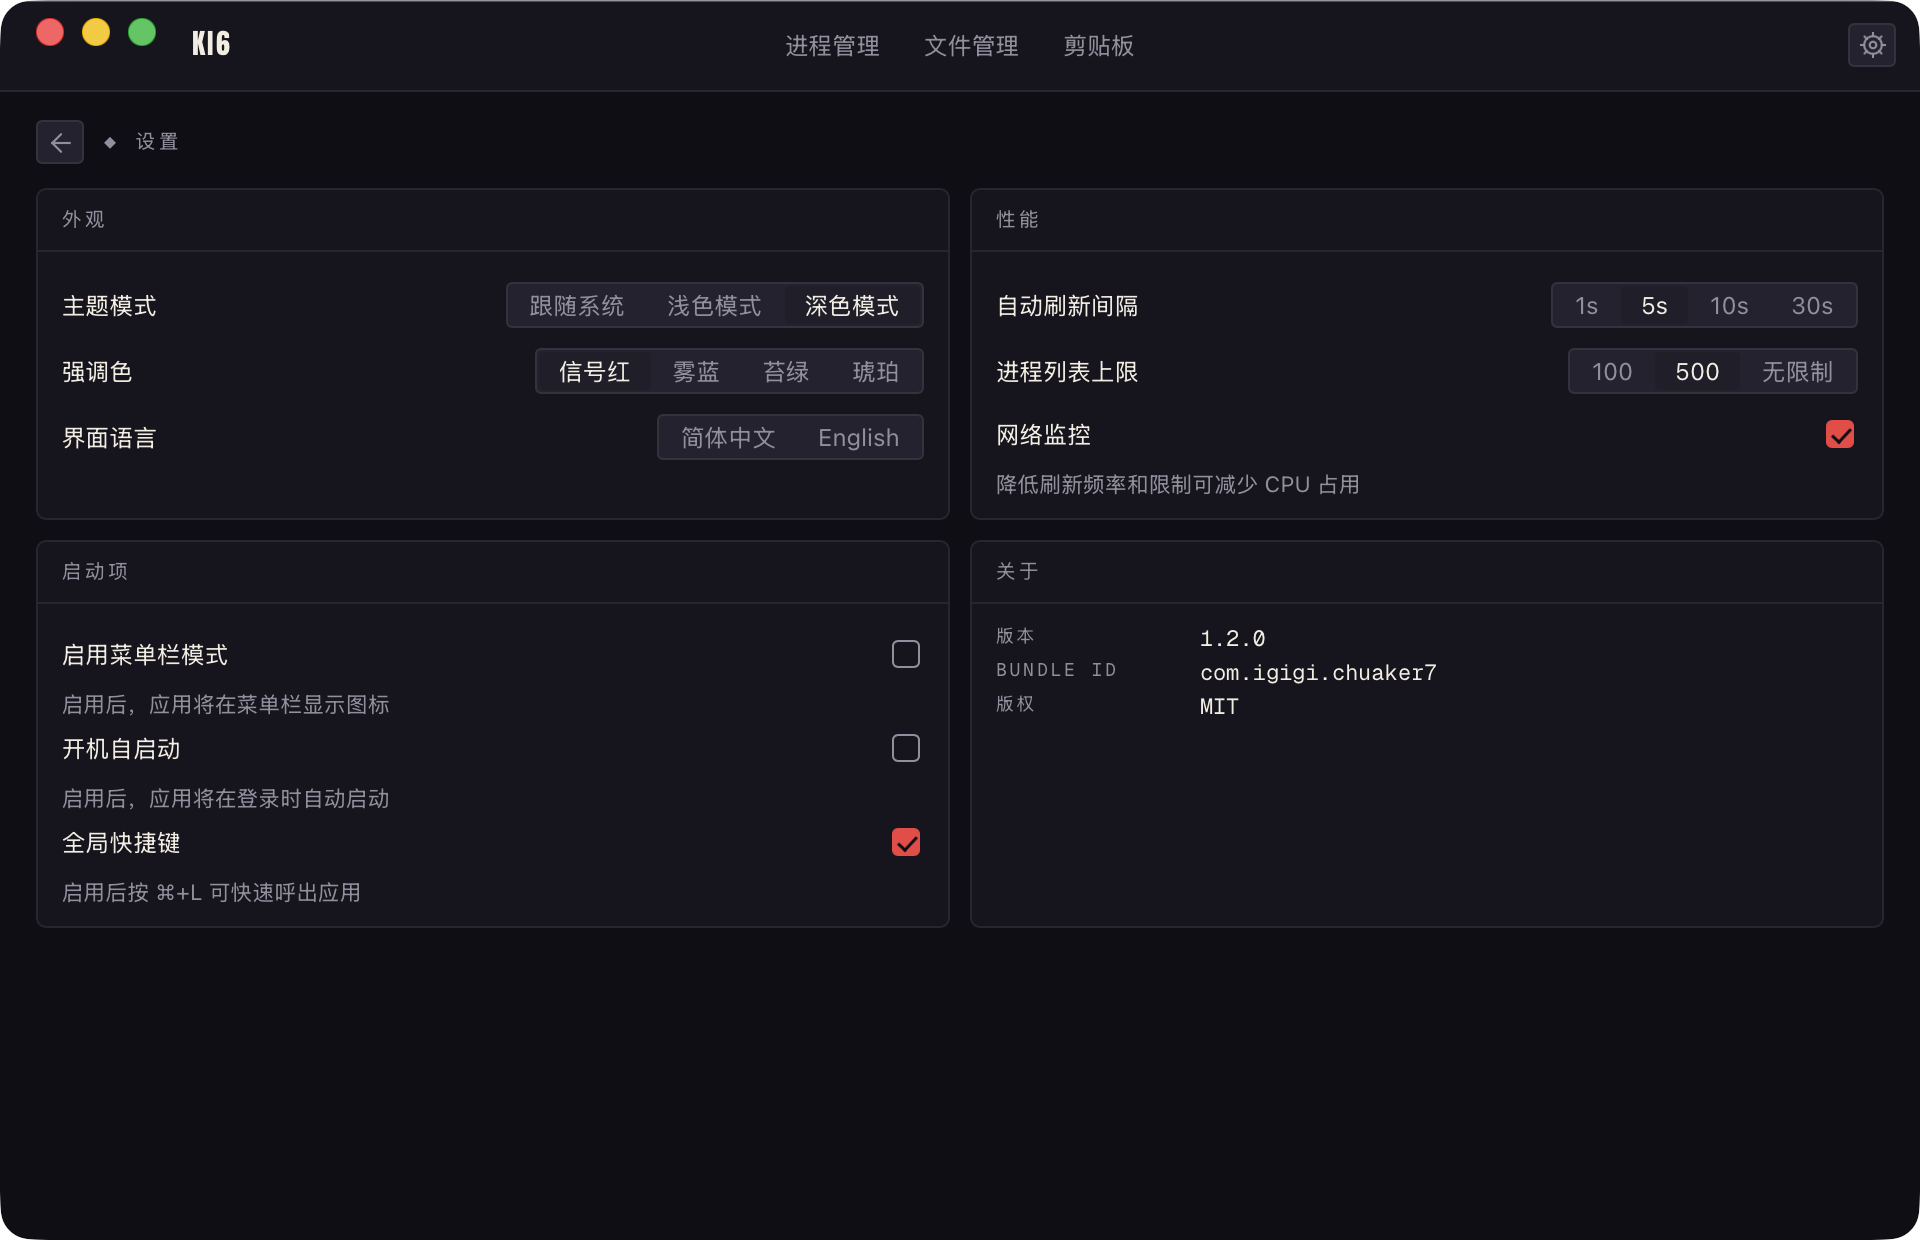 KI6
进程管理 文件管理 剪贴板
设置
外观
主题模式 跟随系统 浅色模式 深色模式
强调色 信号红 雾蓝 苔绿 琥珀
界面语言 简体中文 English
性能
自动刷新间隔 1s 5s 10s 30s
进程列表上限 100 500 无限制
网络监控
降低刷新频率和限制可减少 CPU 占用
启动项
启用菜单栏模式
启用后，应用将在菜单栏显示图标
开机自启动
启用后，应用将在登录时自动启动
全局快捷键
启用后按 ⌘+L 可快速呼出应用
关于
版本 1.2.0
BUNDLE ID com.igigi.chuaker7
版权 MIT